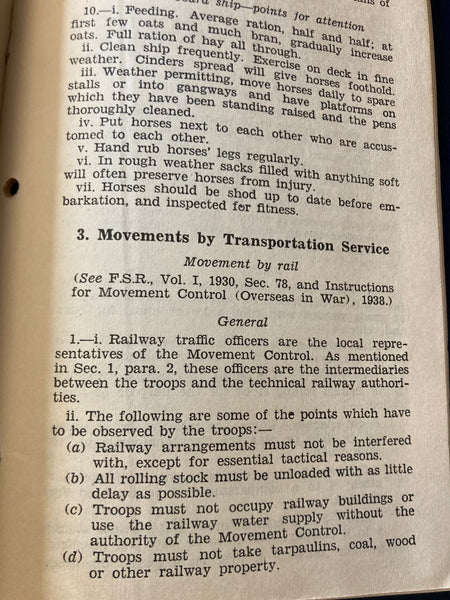 board ship—points for attention
10.—i. Feeding. Average ration, half and half; at
first few oats and much bran, gradually increase
oats. Full ration of hay all through.
ii. Clean ship frequently. Exercise on deck in fine
weather. Cinders spread will give horses foothold.
iii. Weather permitting, move horses daily to spare
stalls or into gangways and have platforms on
which they have been standing raised and the pens
thoroughly cleaned.
iv. Put horses next to each other who are accus-
tomed to each other.
v. Hand rub horses' legs regularly.
vi. In rough weather sacks filled with anything soft
will often preserve horses from injury.
vii. Horses should be shod up to date before em-
barkation, and inspected for fitness.
3. Movements by Transportation Service
Movement by rail
(See F.S.R., Vol. I, 1930, Sec. 78, and Instructions
for Movement Control (Overseas in War), 1938.)
General
1.—i. Railway traffic officers are the local repre-
sentatives of the Movement Control. As mentioned
in Sec. 1, para. 2, these officers are the intermediaries
between the troops and the technical railway authori-
ties.
ii. The following are some of the points which have
to be observed by the troops:—
(a) Railway arrangements must not be interfered
with, except for essential tactical reasons.
(b) All rolling stock must be unloaded with as little
delay as possible.
(c) Troops must not occupy railway buildings or
use the railway water supply without the
authority of the Movement Control.
(d) Troops must not take tarpaulins, coal, wood
or other railway property.